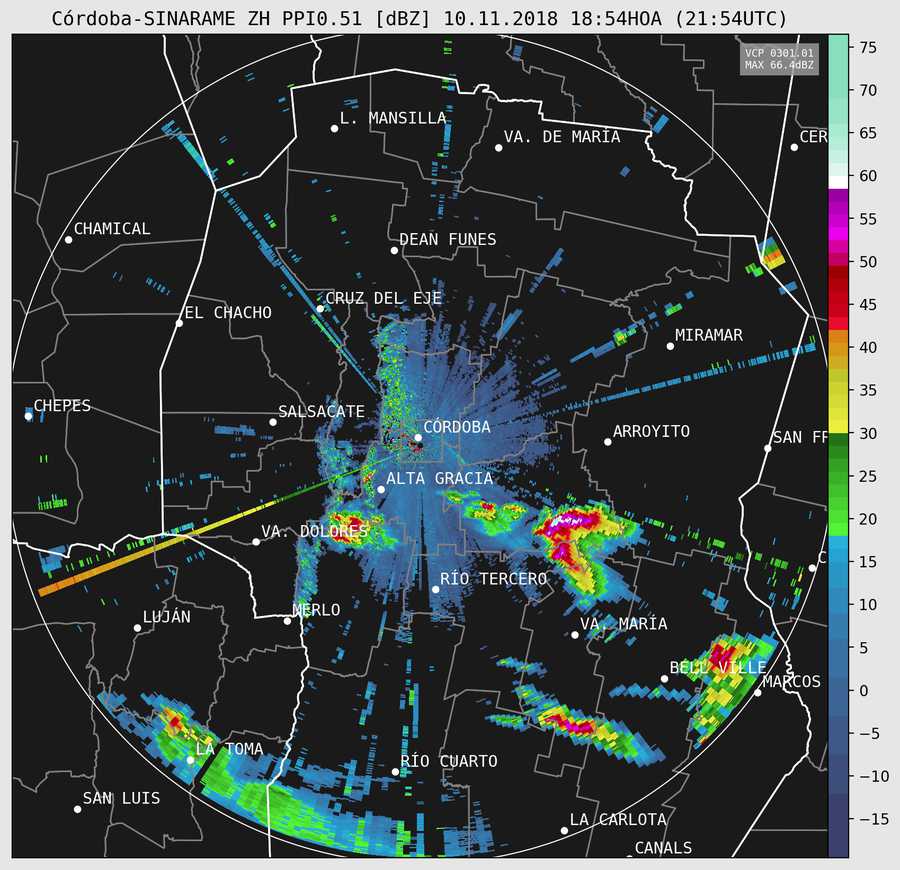 Córdoba-SINARAME ZH PPI0.51 [dBZ] 10.11.2018 18:54HOA (21:54UTC)
VCP 0301.01
MAX 66.4dBZ
75
70
65
60
55
50
45
40
35
30
25
20
15
10
5
0
−5
−10
−15
L. MANSILLA
VA. DE MARÍA
CER
CHAMICAL
DEAN FUNES
CRUZ DEL EJE
EL CHACHO
MIRAMAR
CHEPES
SALSACATE
CÓRDOBA
ARROYITO
SAN FR
ALTA GRACIA
VA. DOLORES
C
RÍO TERCERO
LUJÁN
MERLO
VA. MARÍA
BELL VILLE
MARCOS
LA TOMA
RÍO CUARTO
SAN LUIS
LA CARLOTA
CANALS